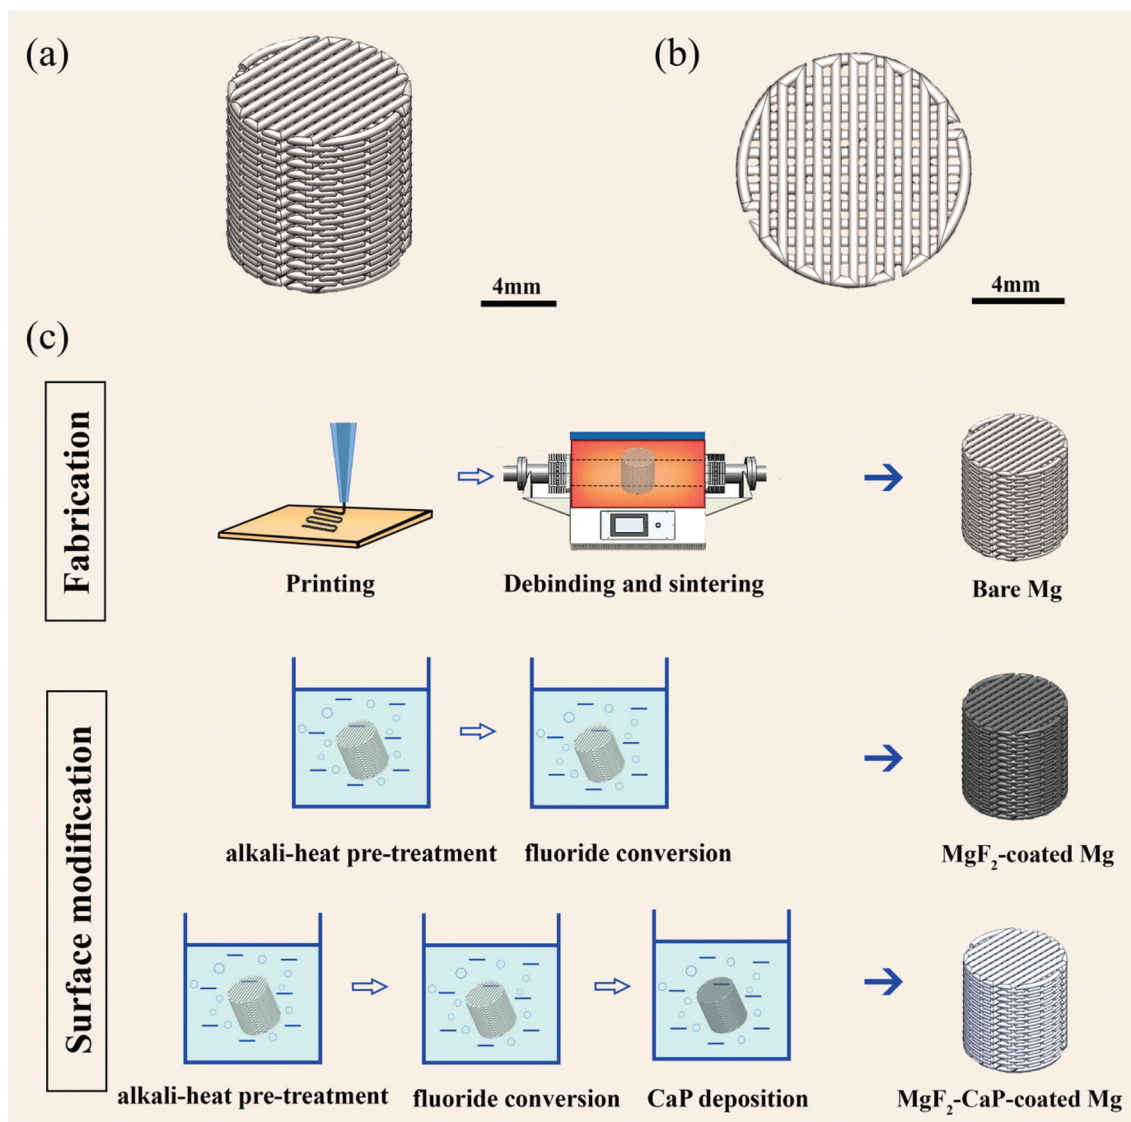 (a)
(b)
4mm
4mm
(c)
Fabrication
Printing
Debinding and sintering
Bare Mg
Surface modification
alkali-heat pre-treatment
fluoride conversion
MgF₂-coated Mg
alkali-heat pre-treatment
fluoride conversion
CaP deposition
MgF₂-CaP-coated Mg